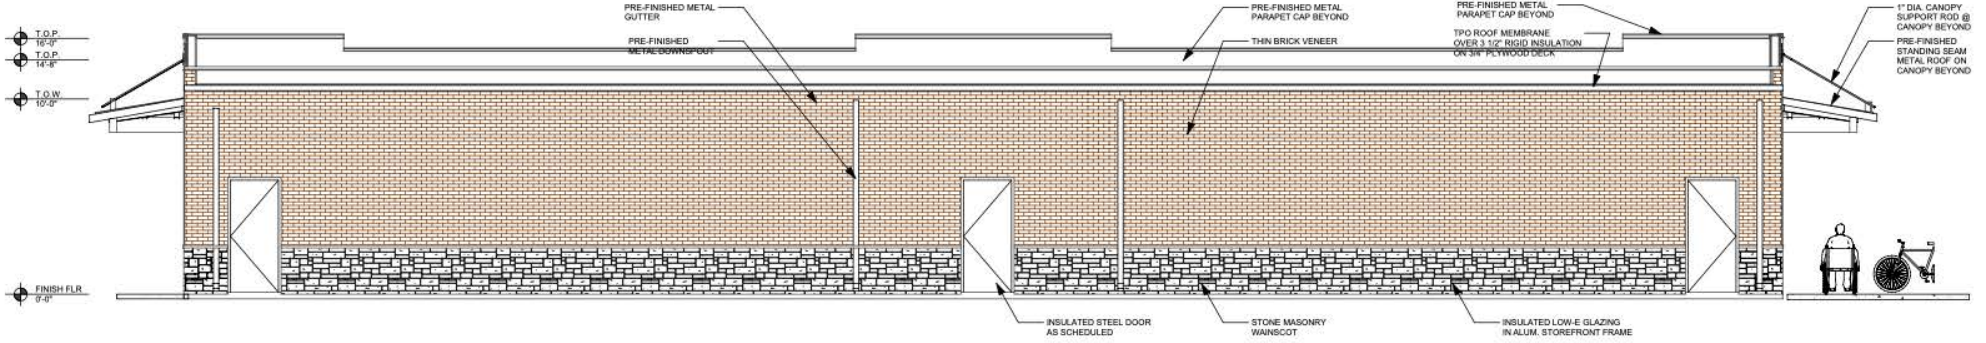 T.O.P.
16'-0"
T.O.P.
14'-8"
T.O.W.
10'-0"
FINISH FLR
0'-0"
PRE-FINISHED METAL
GUTTER
PRE-FINISHED
METAL DOWNSPOUT
PRE-FINISHED METAL
PARAPET CAP BEYOND
THIN BRICK VENEER
PRE-FINISHED METAL
PARAPET CAP BEYOND
TPO ROOF MEMBRANE
OVER 3 1/2" RIGID INSULATION
ON 3/4" PLYWOOD DECK
1" DIA. CANOPY
SUPPORT ROD @
CANOPY BEYOND
PRE-FINISHED
STANDING SEAM
METAL ROOF ON
CANOPY BEYOND
INSULATED STEEL DOOR
AS SCHEDULED
STONE MASONRY
WAINSCOT
INSULATED LOW-E GLAZING
IN ALUM. STOREFRONT FRAME